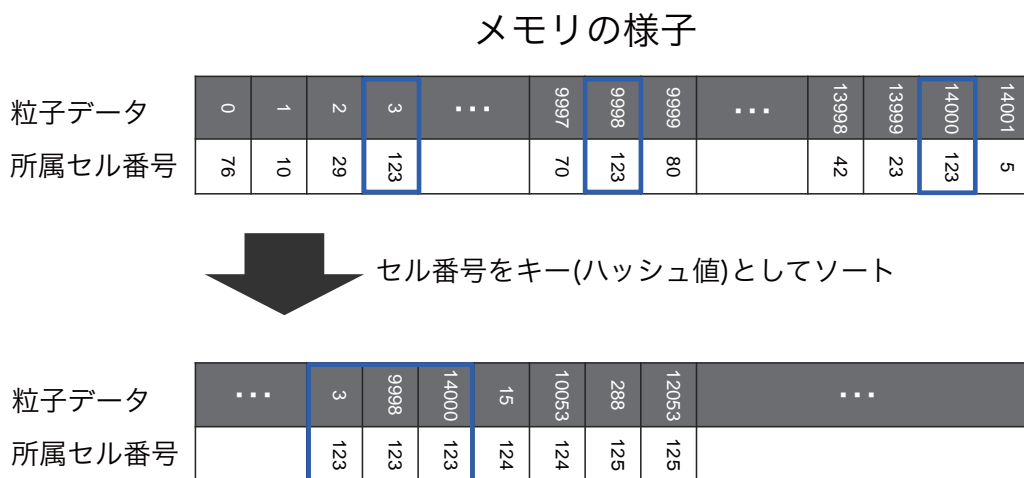 メモリの様子
粒子データ 0 1 2 3 ... 9997 9998 9999 ... 13998 13999 14000 14001
所属セル番号 76 10 29 123 70 123 80 42 23 123 5
セル番号をキー(ハッシュ値)としてソート
粒子データ ... 3 9998 14000 15 10053 288 12053 ...
所属セル番号 123 123 123 124 124 125 125